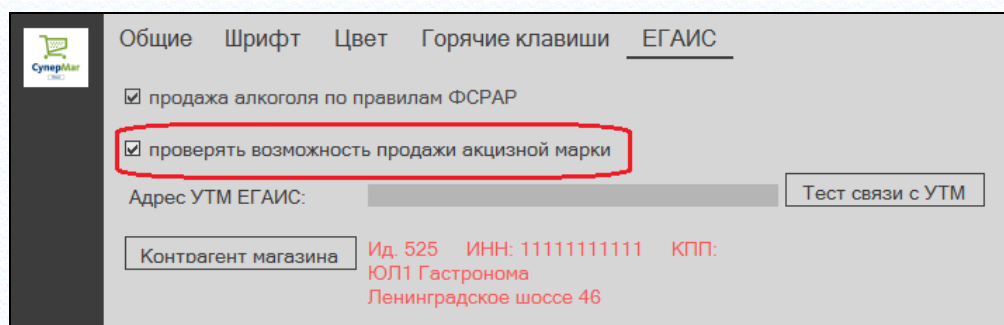 СуперМаг
Общие Шрифт Цвет Горячие клавиши ЕГАИС
продажа алкоголя по правилам ФСРАР
проверять возможность продажи акцизной марки
Адрес УТМ ЕГАИС: Тест связи с УТМ
Контрагент магазина Ид. 525 ИНН: 11111111111 КПП:
ЮЛ1 Гастронома
Ленинградское шоссе 46